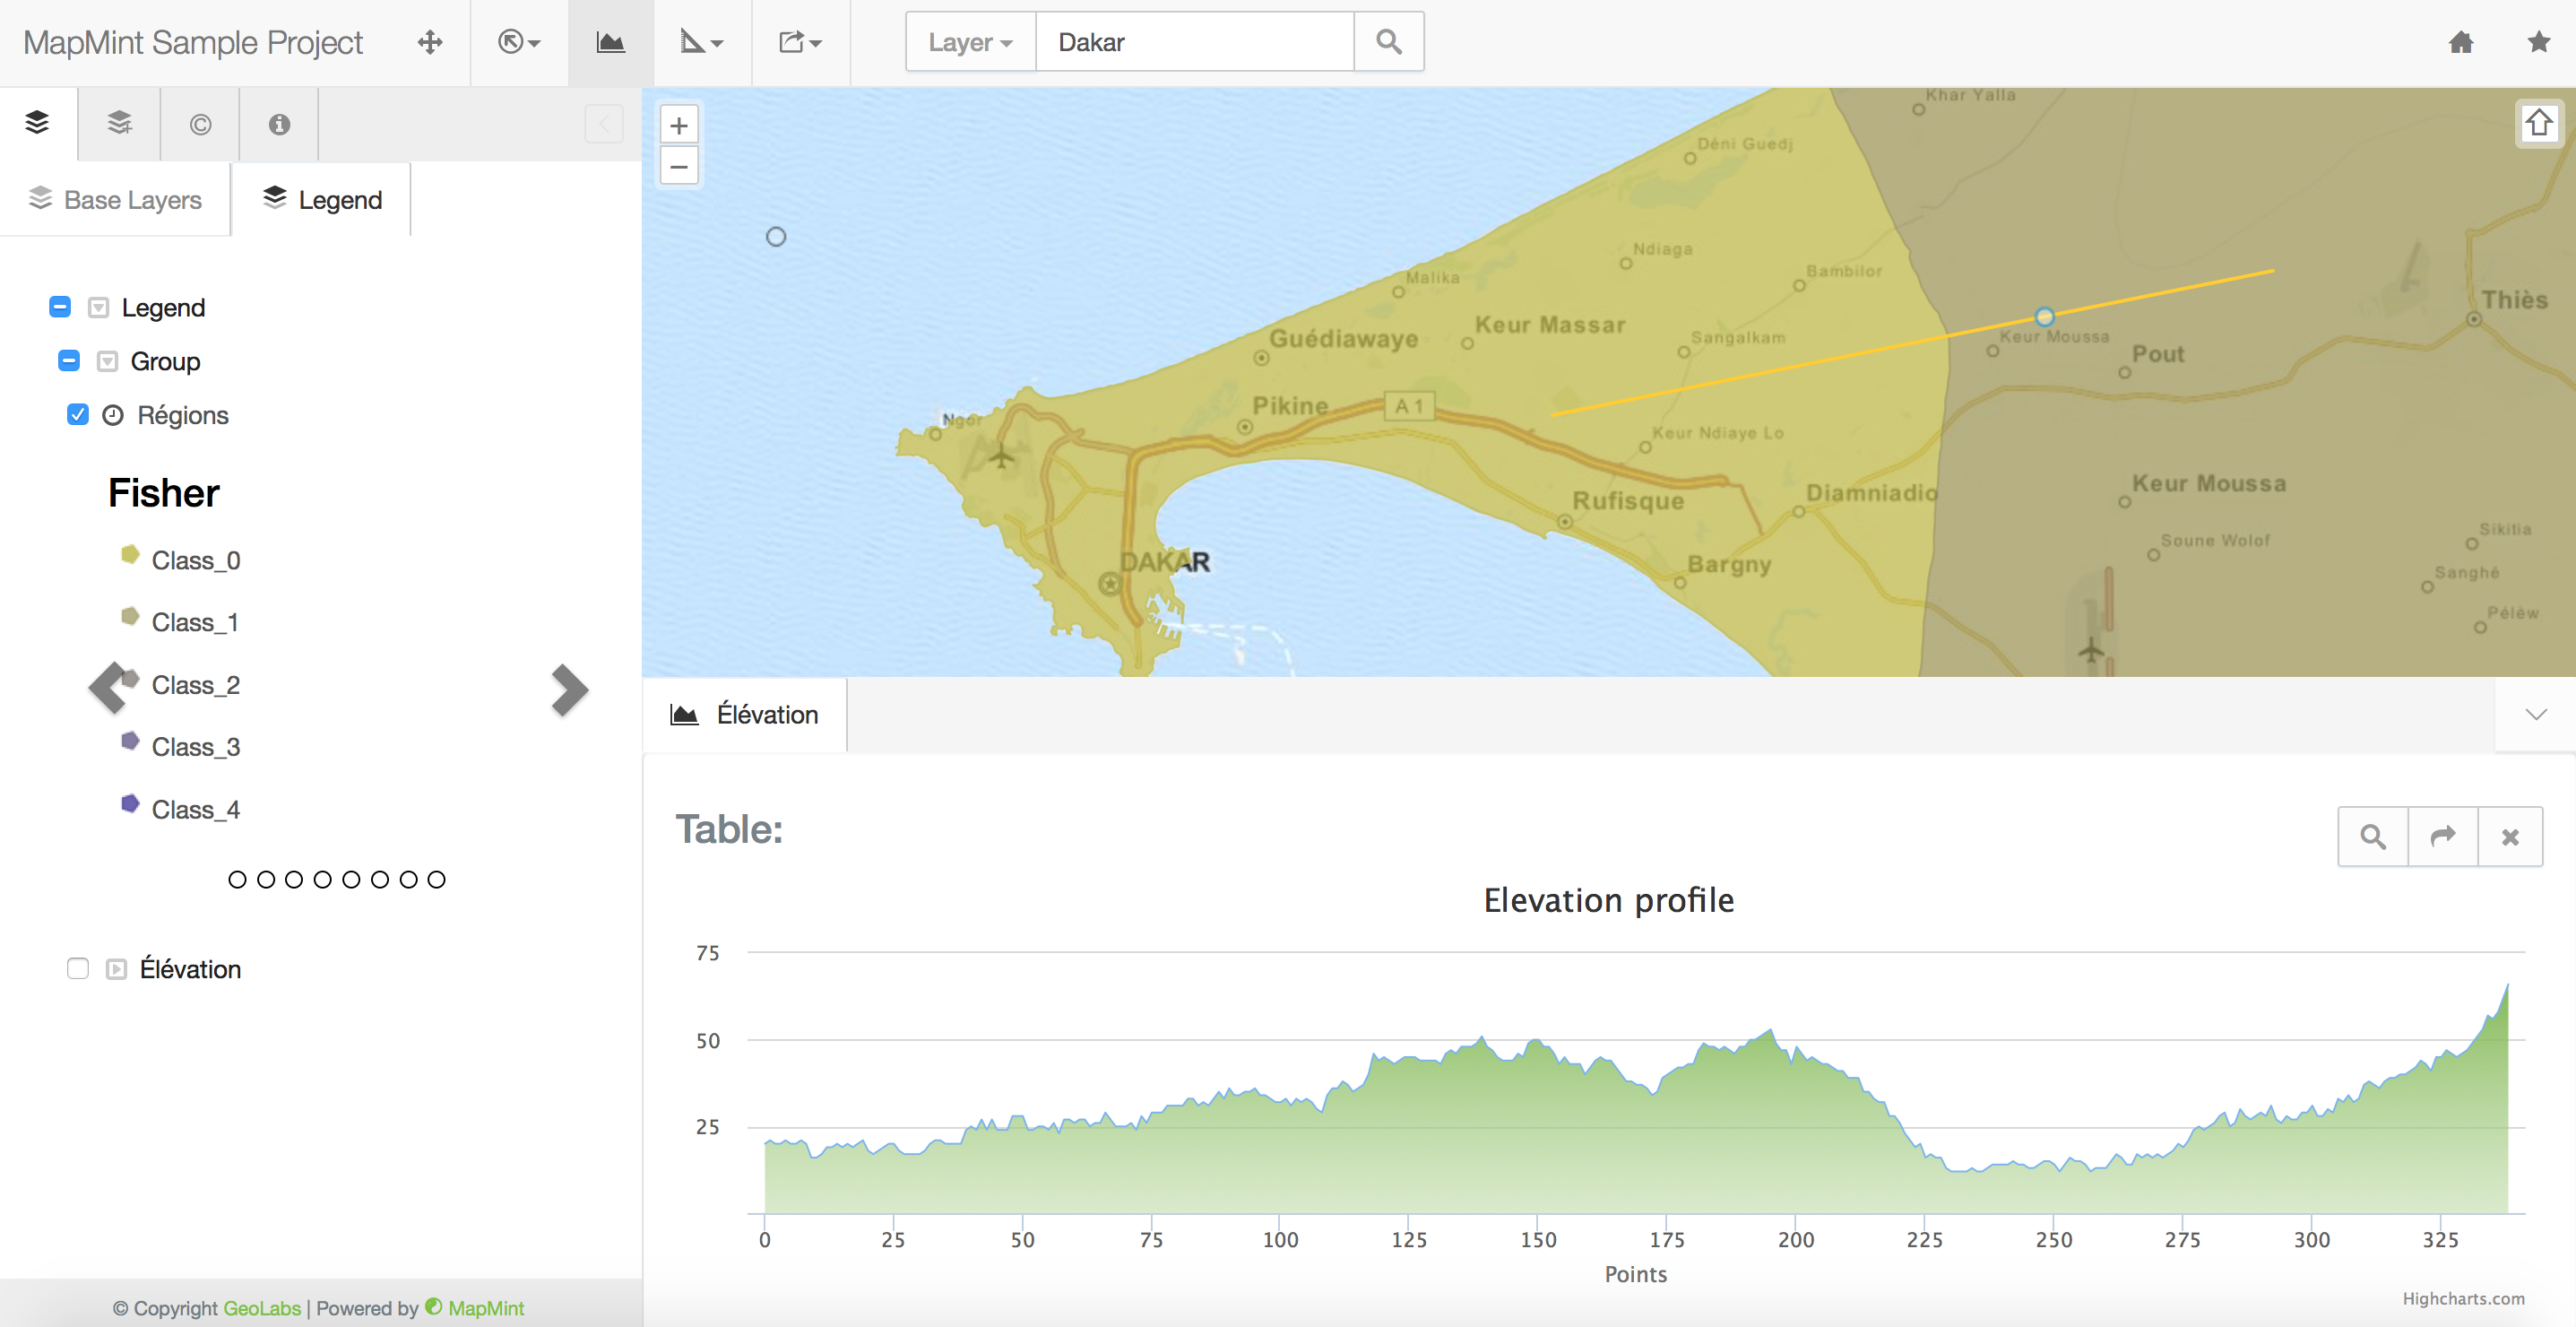 MapMint Sample Project
Layer
Dakar
Base Layers
Legend
Legend
Group
Régions
Fisher
Class_0
Class_1
Class_2
Class_3
Class_4
Élévation
© Copyright GeoLabs | Powered by MapMint
+
−
Khar Yalla
Déni Guedj
Ndiaga
Bambilor
Malika
Thiès
Keur Massar
Guédiawaye
Sangalkam
Keur Moussa
Pout
Pikine
A 1
Ngor
Keur Ndiaye Lo
Keur Moussa
Diamniadio
Rufisque
Sikitia
Soune Wolof
DAKAR
Bargny
Sanghé
Pélèw
Élévation
Table:
Elevation profile
75
50
25
0 25 50 75 100 125 150 175 200 225 250 275 300 325
Points
Highcharts.com